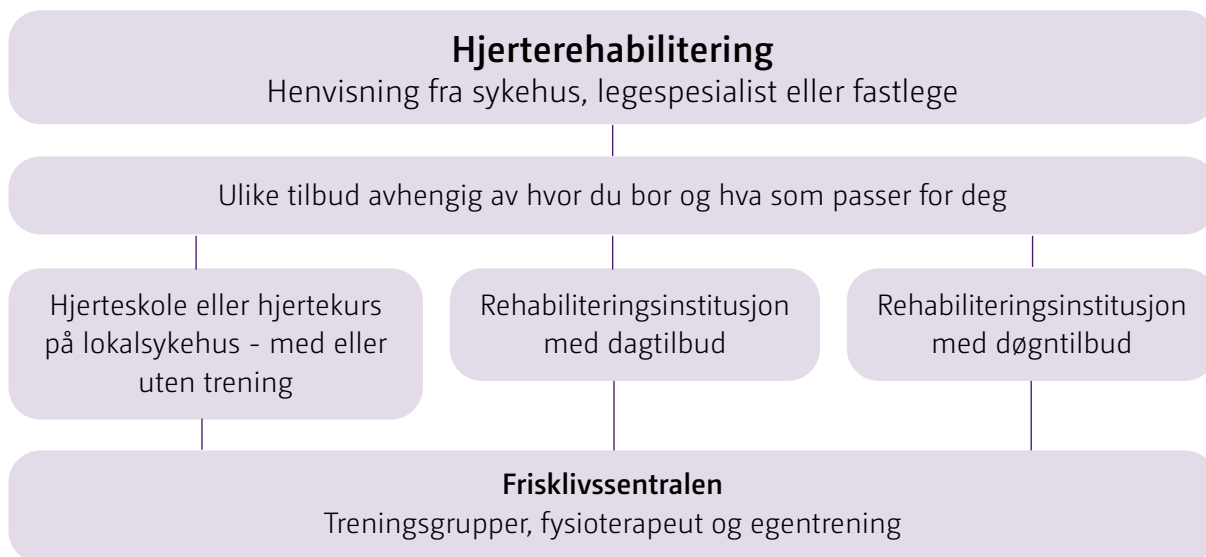 Hjerterehabilitering
Henvisning fra sykehus, legespesialist eller fastlege
Ulike tilbud avhengig av hvor du bor og hva som passer for deg
Hjerteskole eller hjertekurs
på lokalsykehus - med eller
uten trening
Rehabiliteringsinstitusjon
med dagtilbud
Rehabiliteringsinstitusjon
med døgntilbud
Frisklivssentralen
Treningsgrupper, fysioterapeut og egentrening